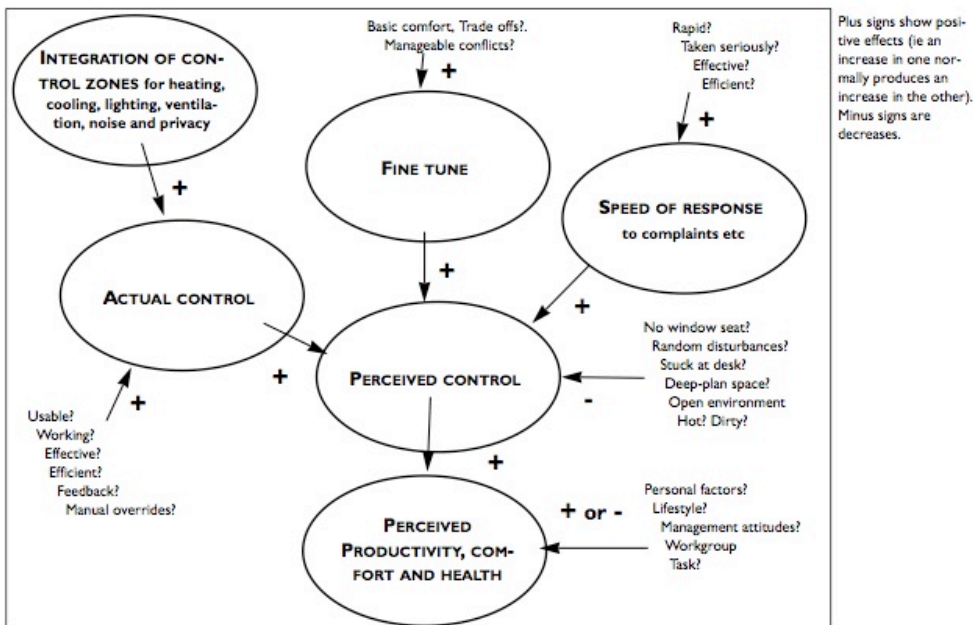 INTEGRATION OF CON-
TROL ZONES for heating,
cooling, lighting, ventila-
tion, noise and privacy
Basic comfort, Trade offs?.
Manageable conflicts?
+
Rapid?
Taken seriously?
Effective?
Efficient?
+
Plus signs show posi-
tive effects (ie an
increase in one nor-
mally produces an
increase in the other).
Minus signs are
decreases.
+
FINE TUNE
SPEED OF RESPONSE
to complaints etc
ACTUAL CONTROL
+
+
+
PERCEIVED CONTROL
No window seat?
Random disturbances?
Stuck at desk?
Deep-plan space?
Open environment
Hot? Dirty?
-
+
Usable?
Working?
Effective?
Efficient?
Feedback?
Manual overrides?
+
PERCEIVED
PRODUCTIVITY, COM-
FORT AND HEALTH
+ or -
Personal factors?
Lifestyle?
Management attitudes?
Workgroup
Task?